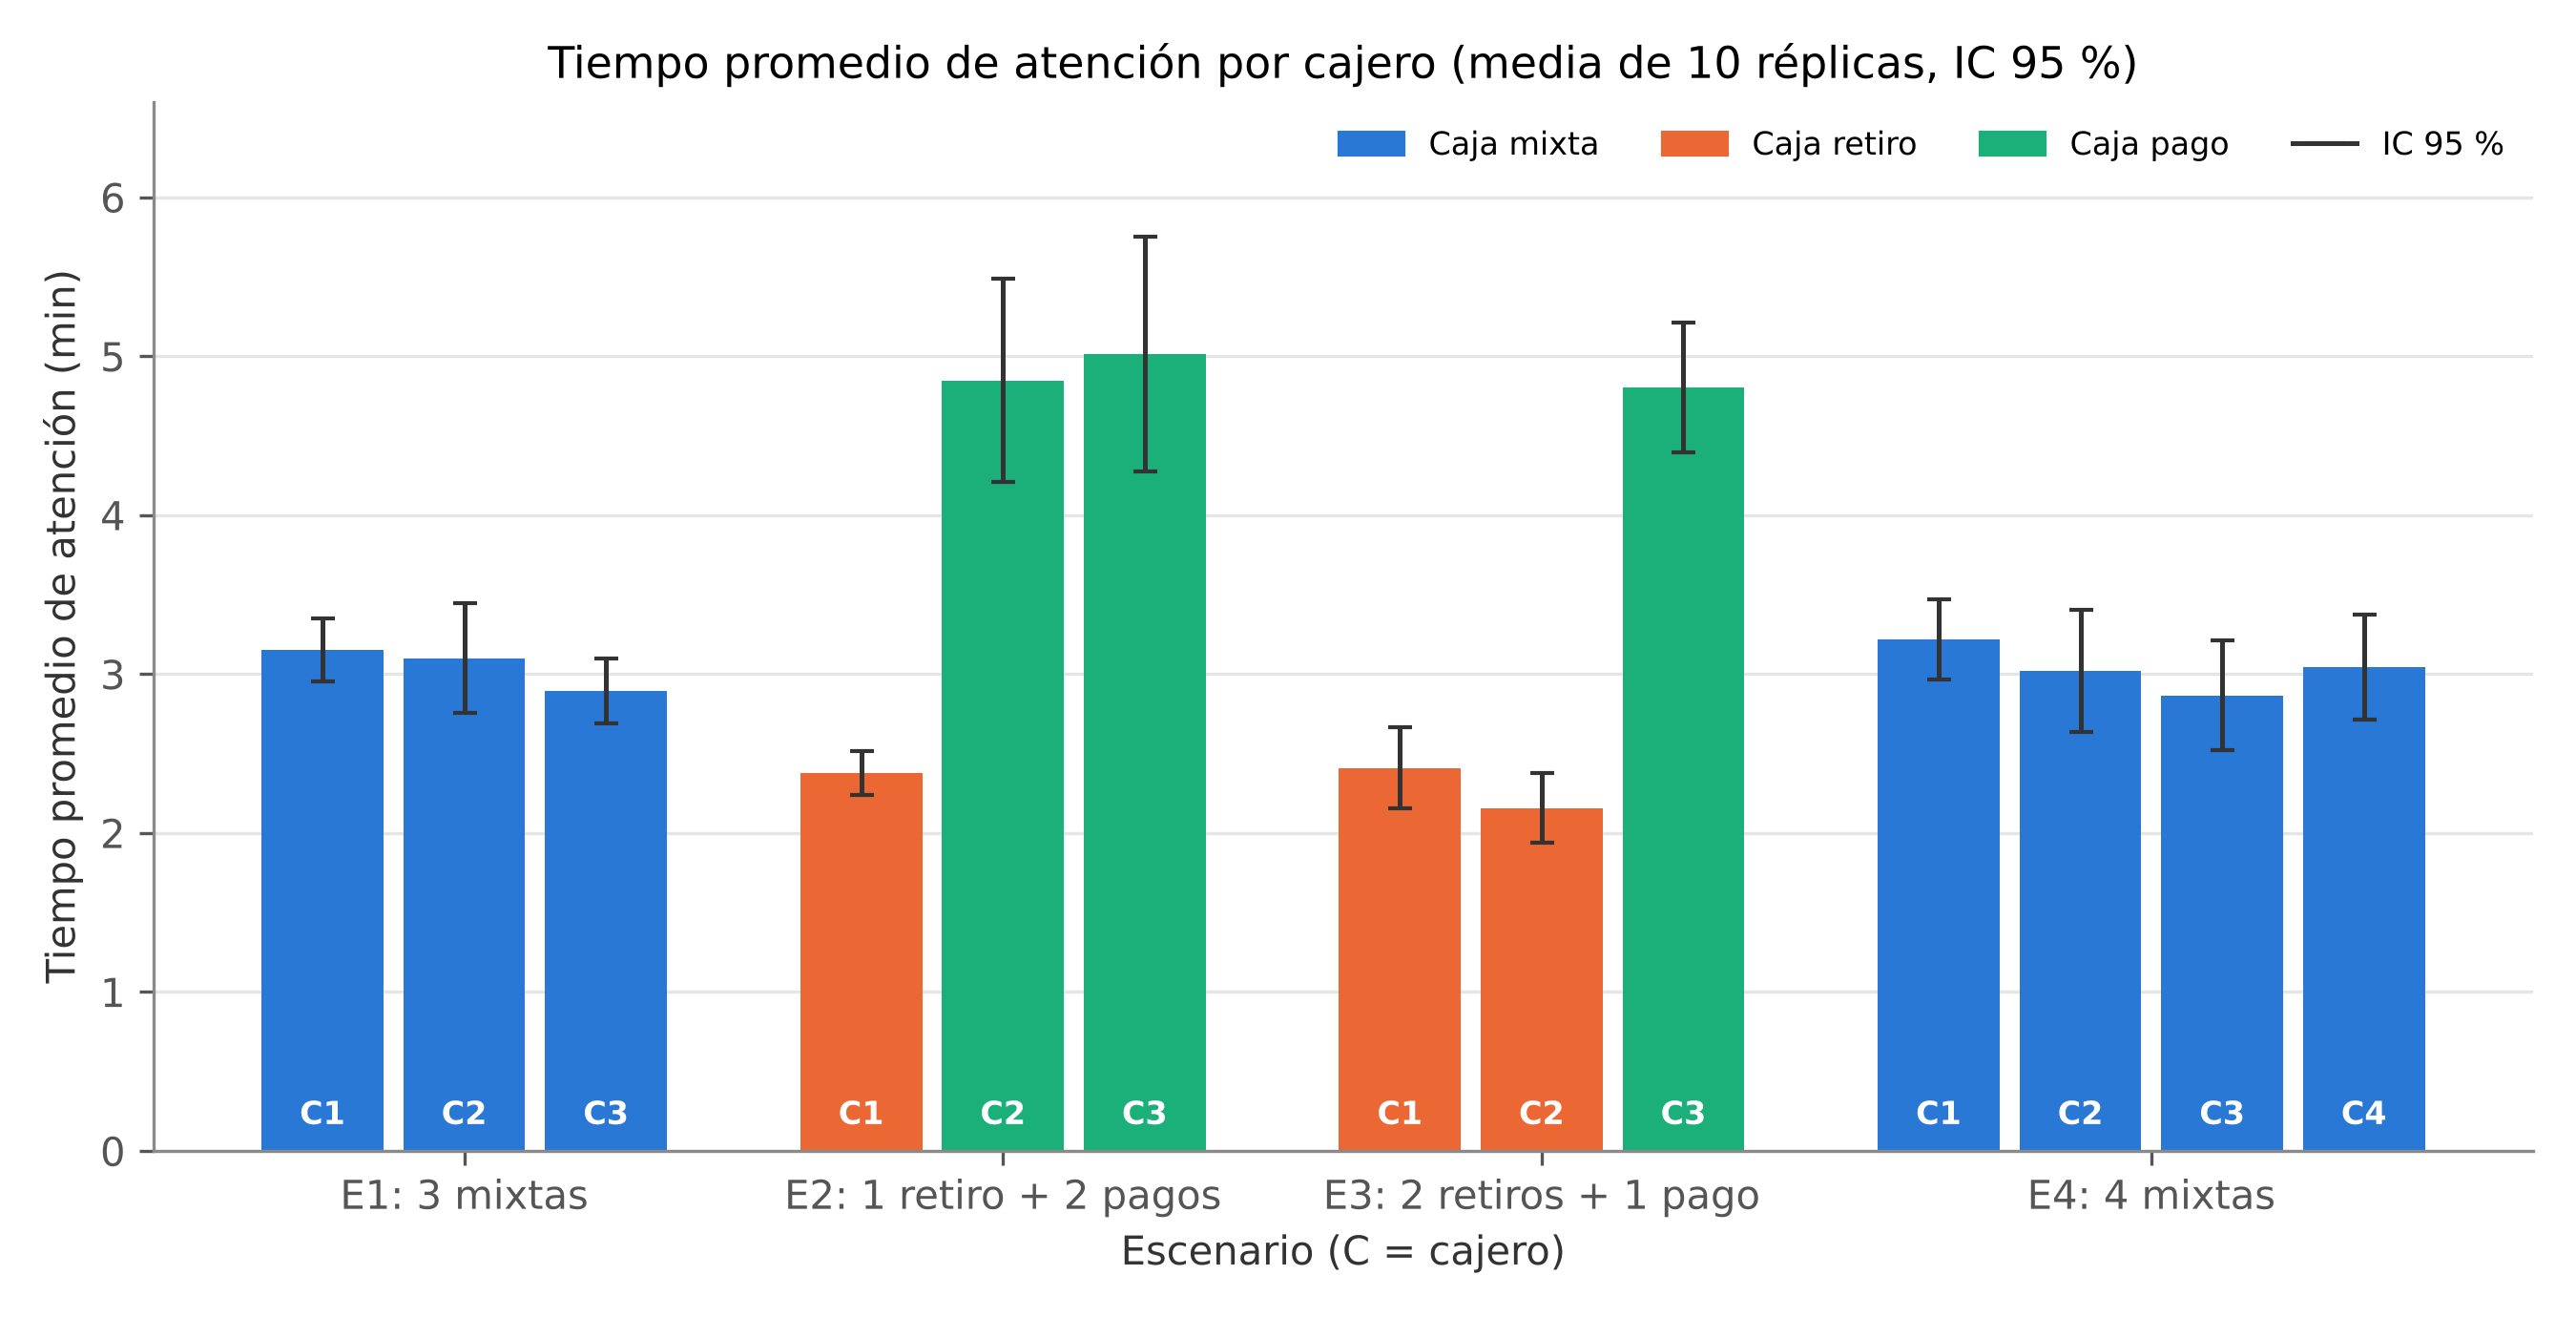 Tiempo promedio de atención por cajero (media de 10 réplicas, IC 95 %)
Caja mixta Caja retiro Caja pago IC 95 %
Tiempo promedio de atención (min)
6
5
4
3
2
1
0
C1 C2 C3 C1 C2 C3 C1 C2 C3 C1 C2 C3 C4
E1: 3 mixtas E2: 1 retiro + 2 pagos E3: 2 retiros + 1 pago E4: 4 mixtas
Escenario (C = cajero)